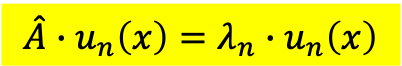 Â · uₙ(x) = λₙ · uₙ(x)